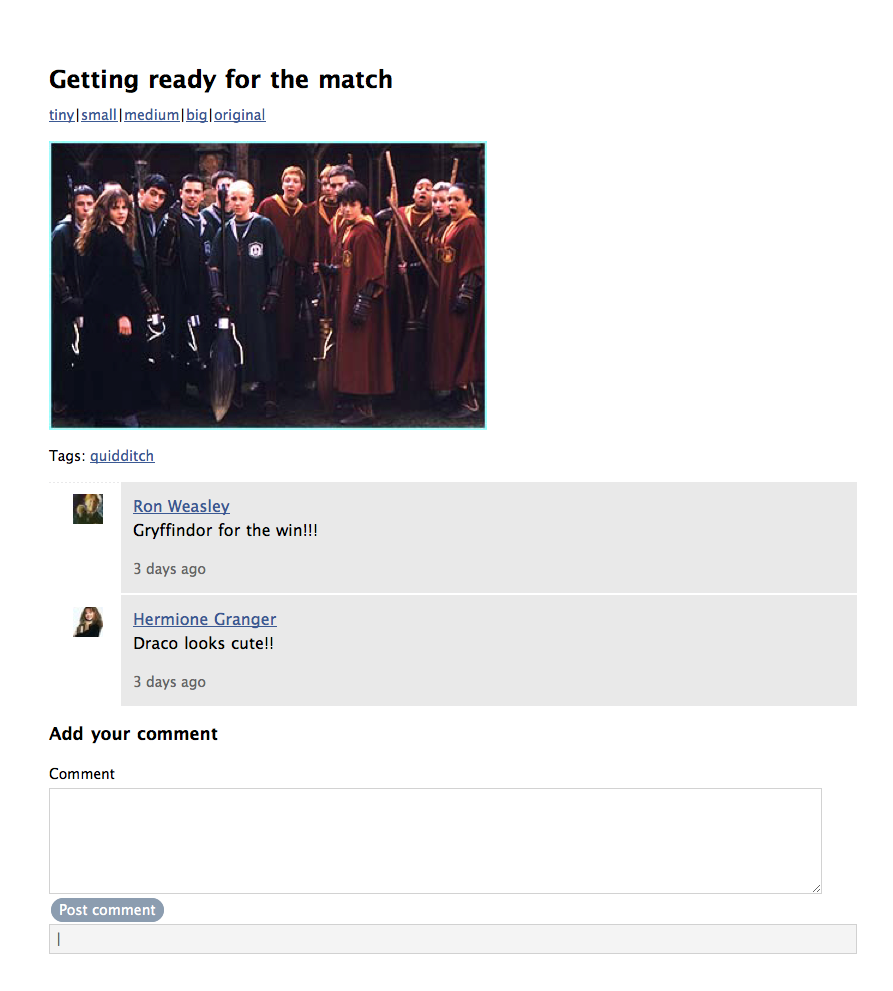 Getting ready for the match
tiny|small|medium|big|original
Tags: quidditch
Ron Weasley
Gryffindor for the win!!!
3 days ago
Hermione Granger
Draco looks cute!!
3 days ago
Add your comment
Comment
Post comment
|